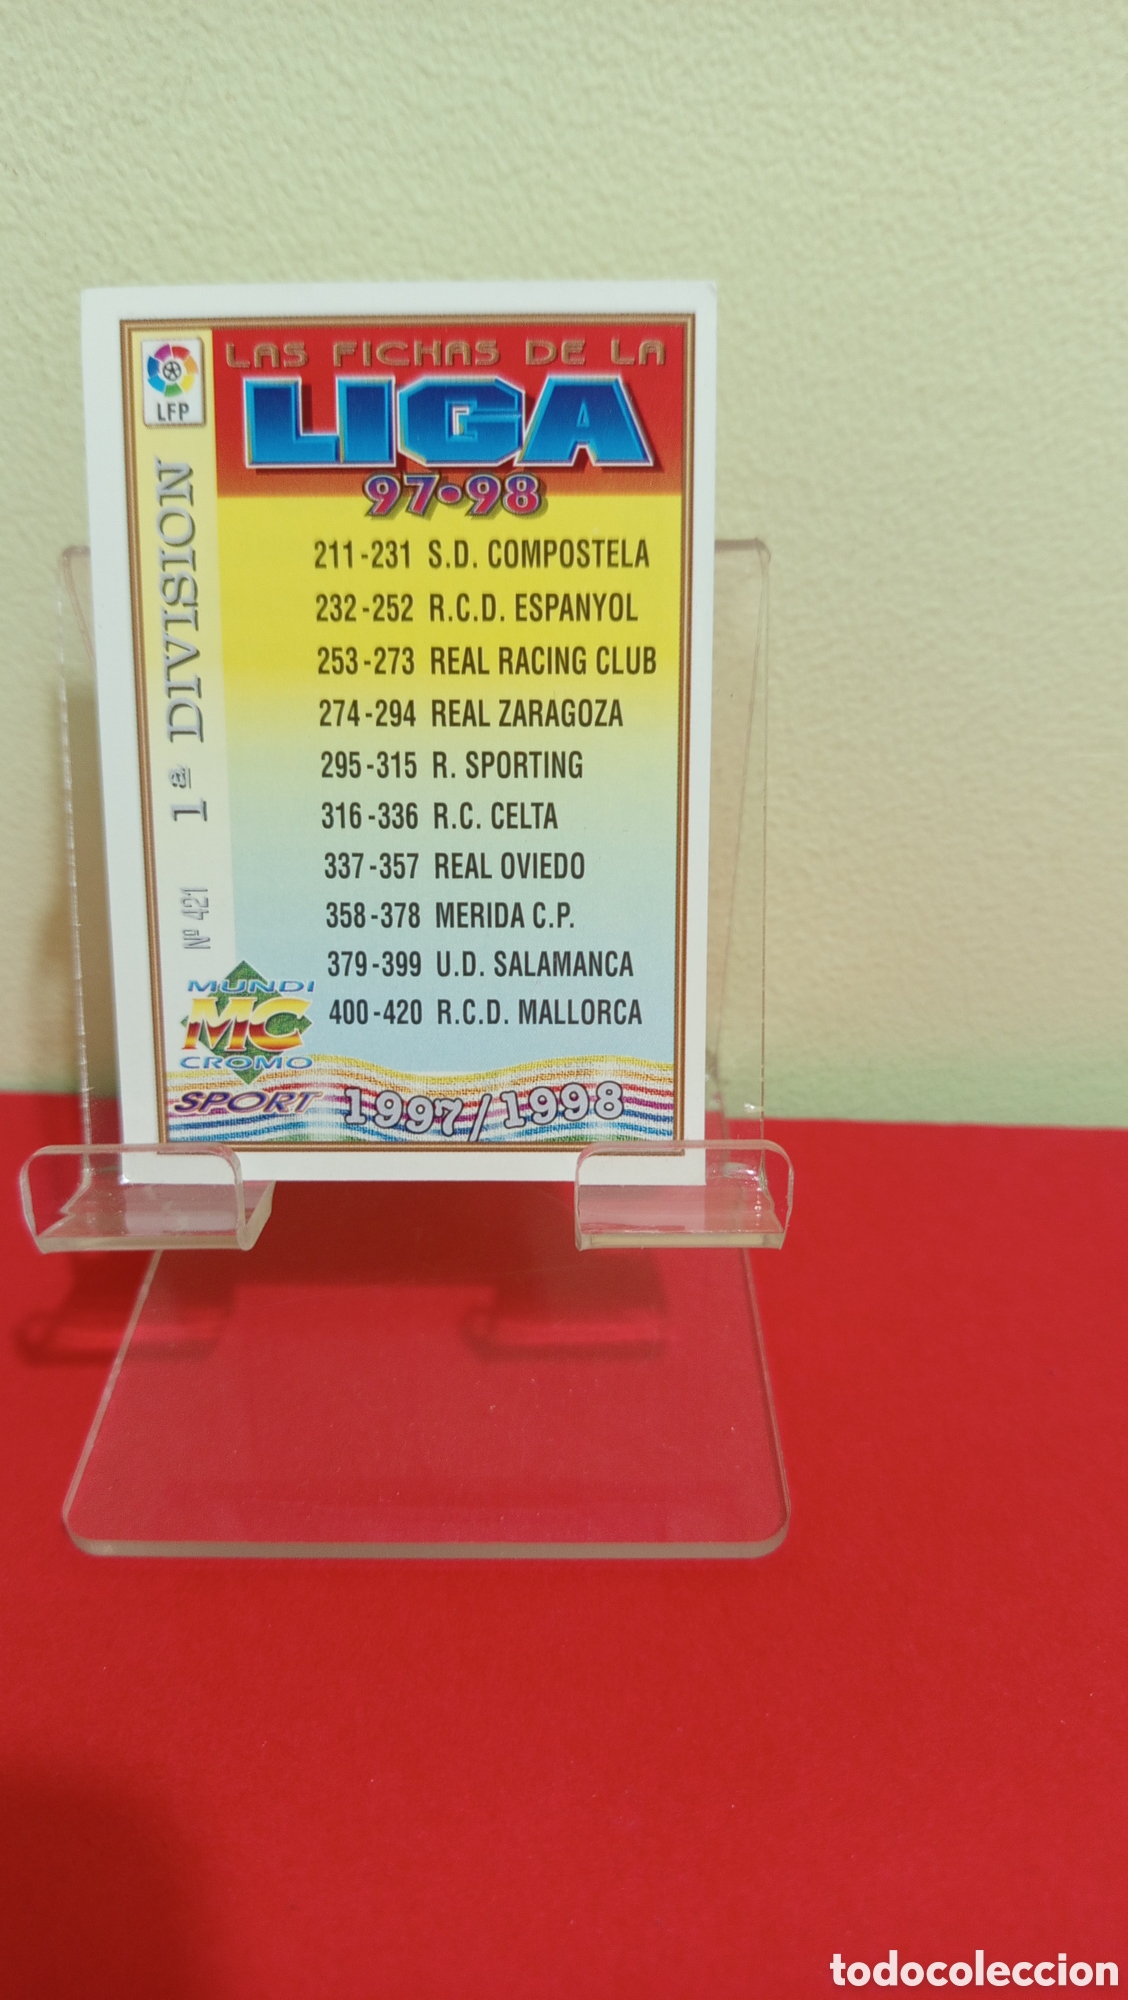 LFP
LAS FICHAS DE LA
LIGA
97•98
1ª DIVISION
Nº 421
211-231 S.D. COMPOSTELA
232-252 R.C.D. ESPANYOL
253-273 REAL RACING CLUB
274-294 REAL ZARAGOZA
295-315 R. SPORTING
316-336 R.C. CELTA
337-357 REAL OVIEDO
358-378 MERIDA C.P.
379-399 U.D. SALAMANCA
400-420 R.C.D. MALLORCA
MUNDI
MC
CROMO
SPORT
1997/1998
todocoleccion